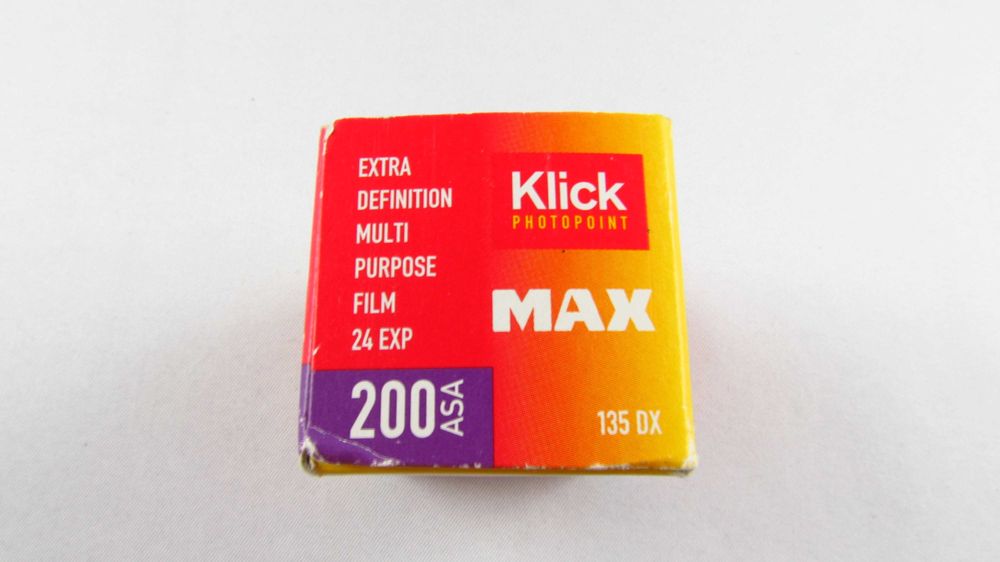 EXTRA
DEFINITION
MULTI
PURPOSE
FILM
24 EXP
200 ASA
Klick
PHOTOPOINT
MAX
135 DX